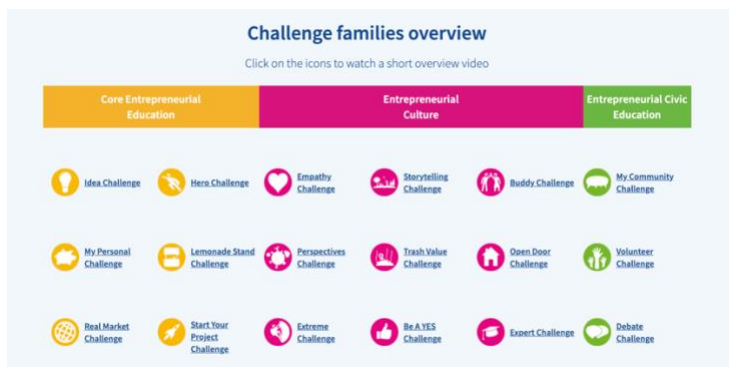 Challenge families overview
Click on the icons to watch a short overview video
Core Entrepreneurial
Education
Entrepreneurial
Culture
Entrepreneurial Civic
Education
Idea Challenge
Hero Challenge
Empathy
Challenge
Storytelling
Challenge
Buddy Challenge
My Community
Challenge
My Personal
Challenge
Lemonade Stand
Challenge
Perspectives
Challenge
Trash Value
Challenge
Open Door
Challenge
Volunteer
Challenge
Real Market
Challenge
Start Your
Project
Challenge
Extreme
Challenge
Be A YES
Challenge
Expert Challenge
Debate
Challenge